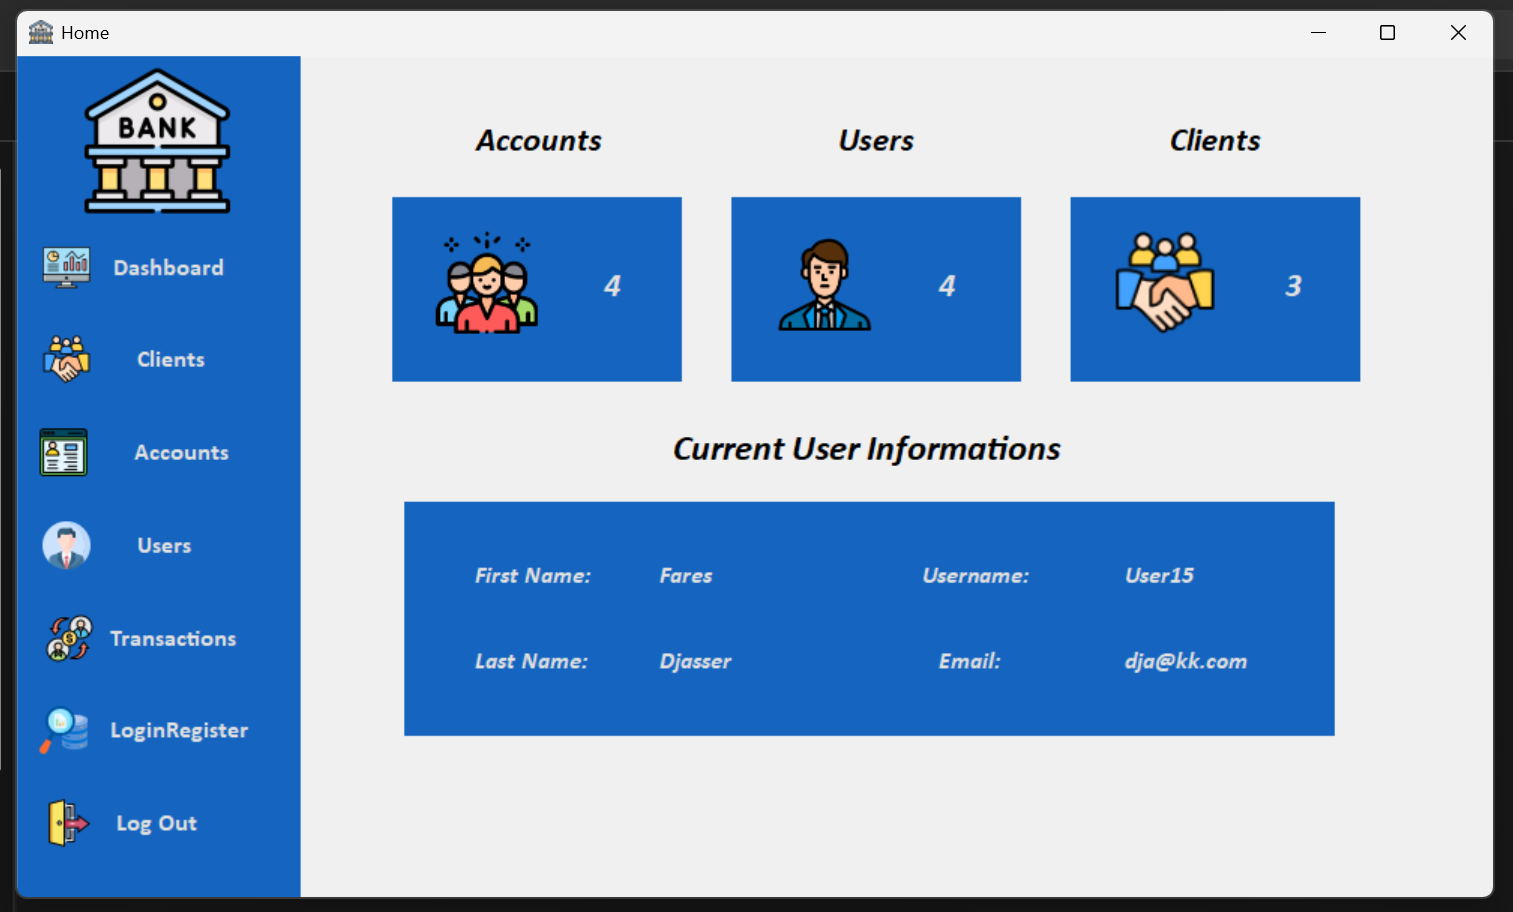 Home
BANK
Dashboard
Clients
Accounts
Users
Transactions
LoginRegister
Log Out
Accounts Users Clients
4 4 3
Current User Informations
First Name: Fares Username: User15
Last Name: Djasser Email: dja@kk.com